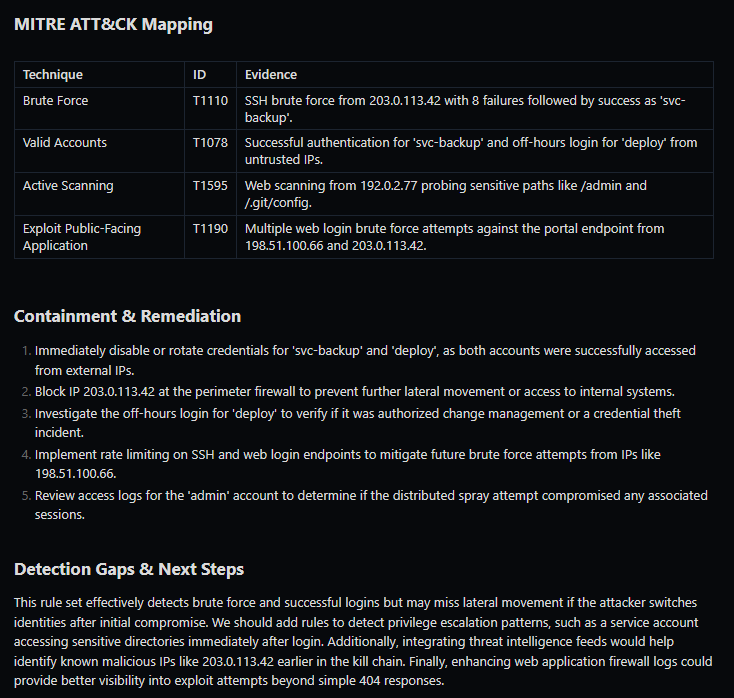 MITRE ATT&CK Mapping
Technique ID Evidence
Brute Force T1110 SSH brute force from 203.0.113.42 with 8 failures followed by success as 'svc-
backup'.
Valid Accounts T1078 Successful authentication for 'svc-backup' and off-hours login for 'deploy' from
untrusted IPs.
Active Scanning T1595 Web scanning from 192.0.2.77 probing sensitive paths like /admin and
/.git/config.
Exploit Public-Facing T1190 Multiple web login brute force attempts against the portal endpoint from
Application 198.51.100.66 and 203.0.113.42.
Containment & Remediation
1. Immediately disable or rotate credentials for 'svc-backup' and 'deploy', as both accounts were successfully accessed
from external IPs.
2. Block IP 203.0.113.42 at the perimeter firewall to prevent further lateral movement or access to internal systems.
3. Investigate the off-hours login for 'deploy' to verify if it was authorized change management or a credential theft
incident.
4. Implement rate limiting on SSH and web login endpoints to mitigate future brute force attempts from IPs like
198.51.100.66.
5. Review access logs for the 'admin' account to determine if the distributed spray attempt compromised any associated
sessions.
Detection Gaps & Next Steps
This rule set effectively detects brute force and successful logins but may miss lateral movement if the attacker switches
identities after initial compromise. We should add rules to detect privilege escalation patterns, such as a service account
accessing sensitive directories immediately after login. Additionally, integrating threat intelligence feeds would help
identify known malicious IPs like 203.0.113.42 earlier in the kill chain. Finally, enhancing web application firewall logs could
provide better visibility into exploit attempts beyond simple 404 responses.